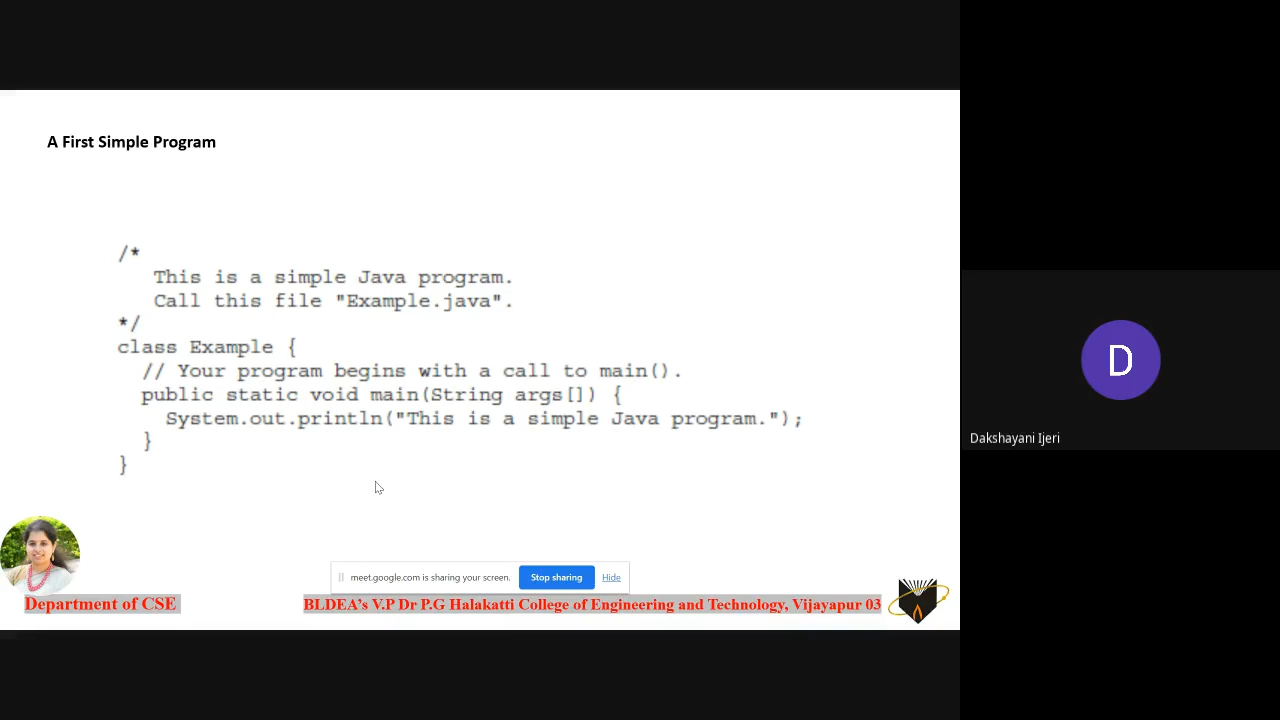 A First Simple Program
/*
This is a simple Java program.
Call this file "Example.java".
*/
class Example {
// Your program begins with a call to main().
public static void main(String args[]) {
System.out.println("This is a simple Java program.");
}
}
meet.google.com is sharing your screen. Stop sharing Hide
Department of CSE BLDEA's V.P Dr P.G Halakatti College of Engineering and Technology, Vijayapur 03
D
Dakshayani Ijeri